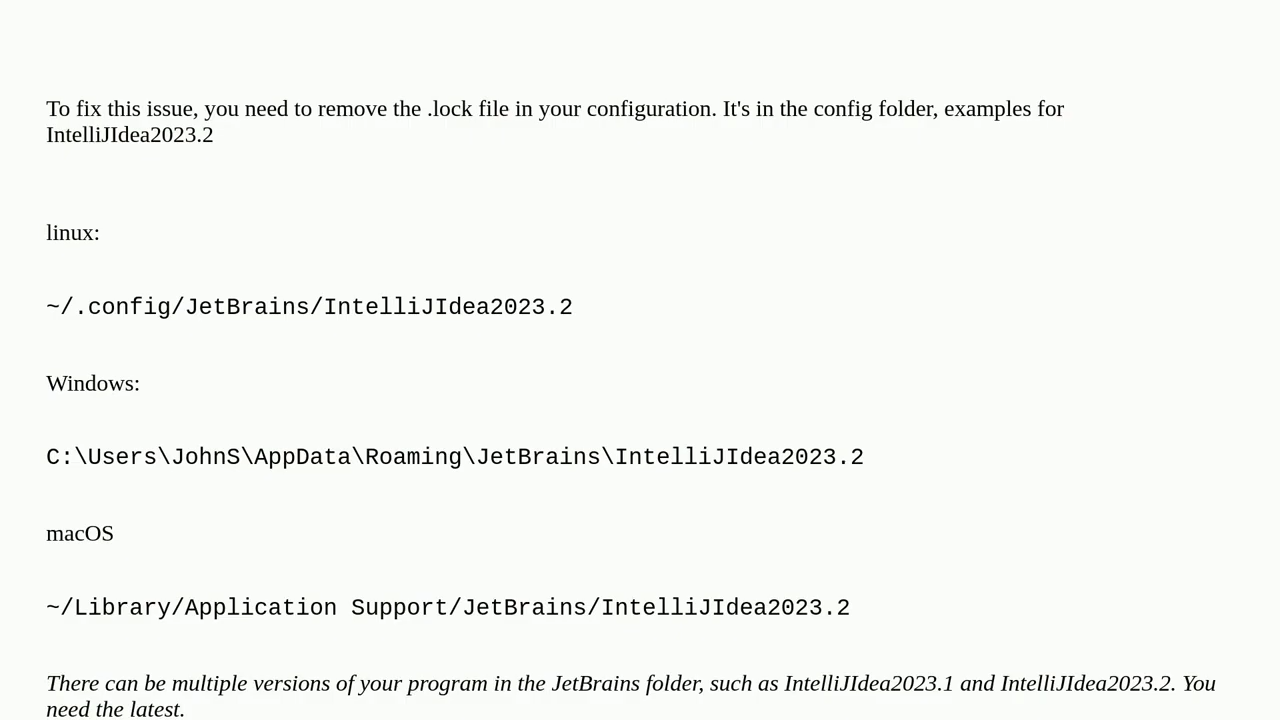 To fix this issue, you need to remove the .lock file in your configuration. It's in the config folder, examples for
IntelliJIdea2023.2
linux:
~/.config/JetBrains/IntelliJIdea2023.2
Windows:
C:\Users\JohnS\AppData\Roaming\JetBrains\IntelliJIdea2023.2
macOS
~/Library/Application Support/JetBrains/IntelliJIdea2023.2
There can be multiple versions of your program in the JetBrains folder, such as IntelliJIdea2023.1 and IntelliJIdea2023.2. You
need the latest.